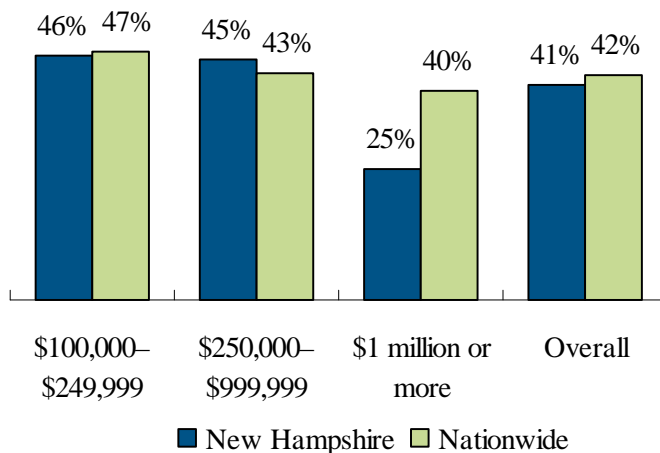 46% 47%
45% 43%
25% 40%
41% 42%
$100,000–
$249,999
$250,000–
$999,999
$1 million or
more
Overall
New Hampshire Nationwide